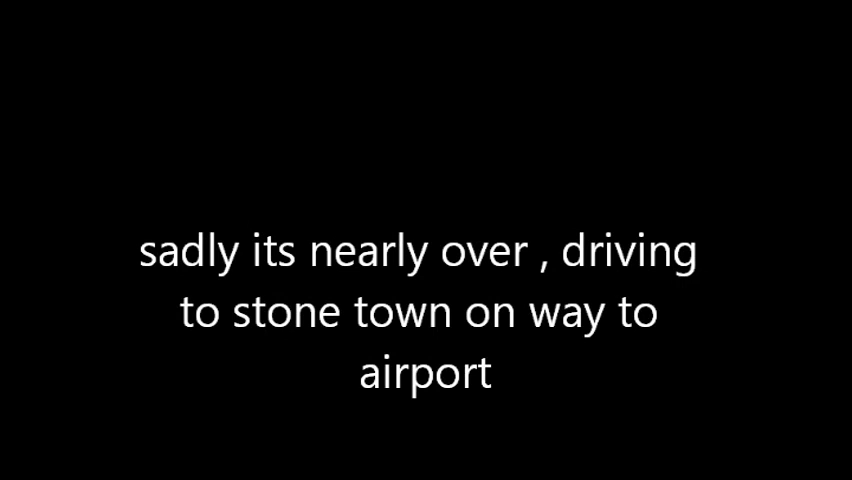 sadly its nearly over , driving
to stone town on way to
airport